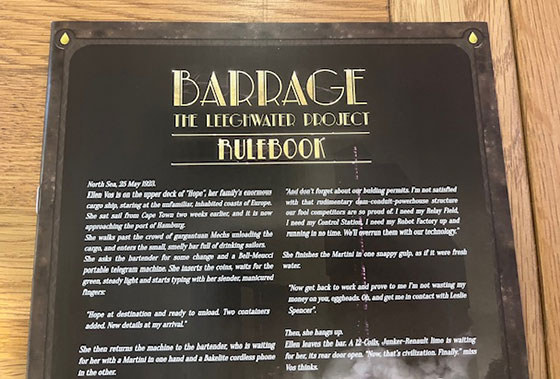 BARRAGE
THE LEEGHWATER PROJECT
RULEBOOK
North Sea, 25 May 1923.
Ellen Vos is on the upper deck of "Hope", her family's enormous
cargo ship, staring at the unfamiliar, inhabited coasts of Europe.
She set sail from Cape Town two weeks earlier, and it is now
approaching the port of Hamburg.
She walks past the crowd of gargantuan Mechs unloading the
cargo, and enters the small, smelly bar full of drinking sailors.
She asks the bartender for some change and a Bell-Meucci
portable telegram machine. She inserts the coins, waits for the
green, steady light and starts typing with her slender, manicured
fingers:
"Hope at destination and ready to unload. Two containers
added. New details at my arrival."
She then returns the machine to the bartender, who is waiting
for her with a Martini in one hand and a Bakelite cordless phone
in the other.
"And don't forget about our bulding permits. I'm not satisfied
with that rudimentary dam-conduit-powerhouse structure
our fool competitors are so proud of. I need my Relay Field,
I need my Control Station, I need my Robot Factory up and
running in no time. We'll overrun them with our technology."
She finishes the Martini in one snappy gulp, as if it were fresh
water.
"Now get back to work and prove to me I'm not wasting my
money on you, eggheads. Oh, and get me in contact with Leslie
Spencer".
Then, she hangs up.
Ellen leaves the bar. A 12-Coils, Junker-Renault limo is waiting
for her, its rear door open. "Now, that's civilization. Finally." miss
Vos thinks.